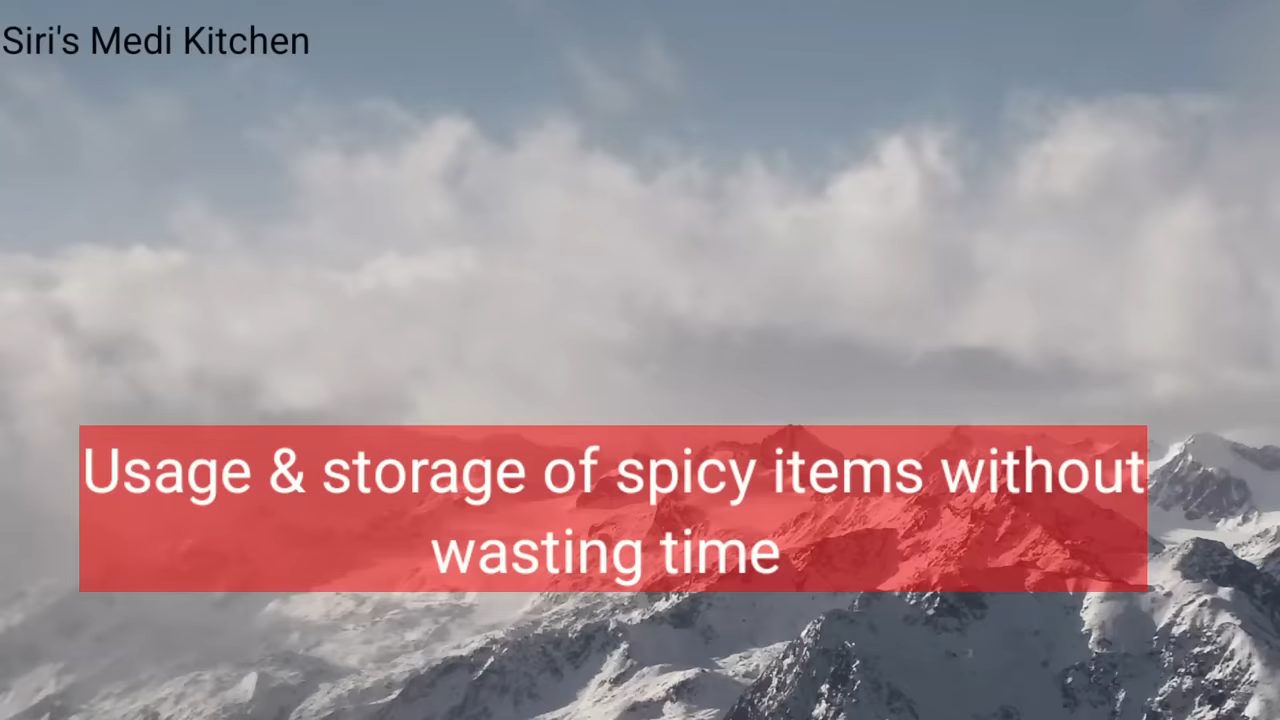 Siri's Medi Kitchen
Usage & storage of spicy items without
wasting time